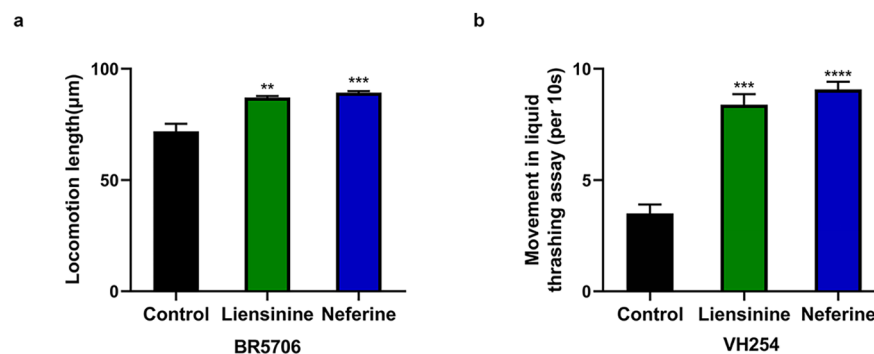 a
Locomotion length(μm)
100
50
0
**
***
Control Liensinine Neferine
BR5706
b
Movement in liquid
thrashing assay (per 10s)
10
5
0
***
****
Control Liensinine Neferine
VH254